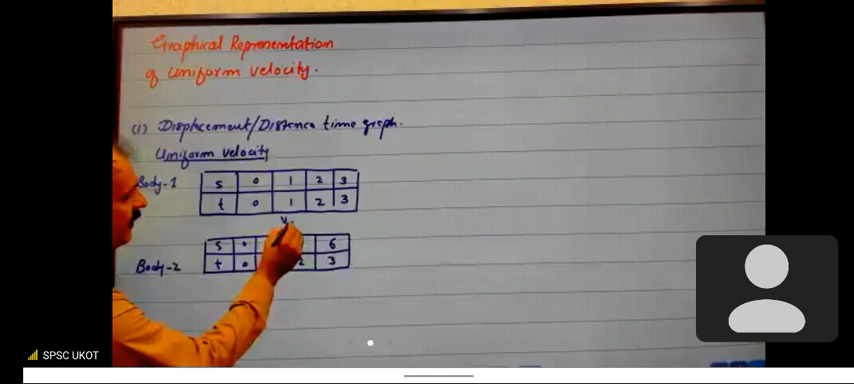 Graphical Representation
of Uniform velocity.
(i) Displacement/Distance time graph.
Uniform velocity
Body-1
S 0 1 2 3
t 0 1 2 3
V
Body-2
S 0 6
t 0 2 3
SPSC UKOT